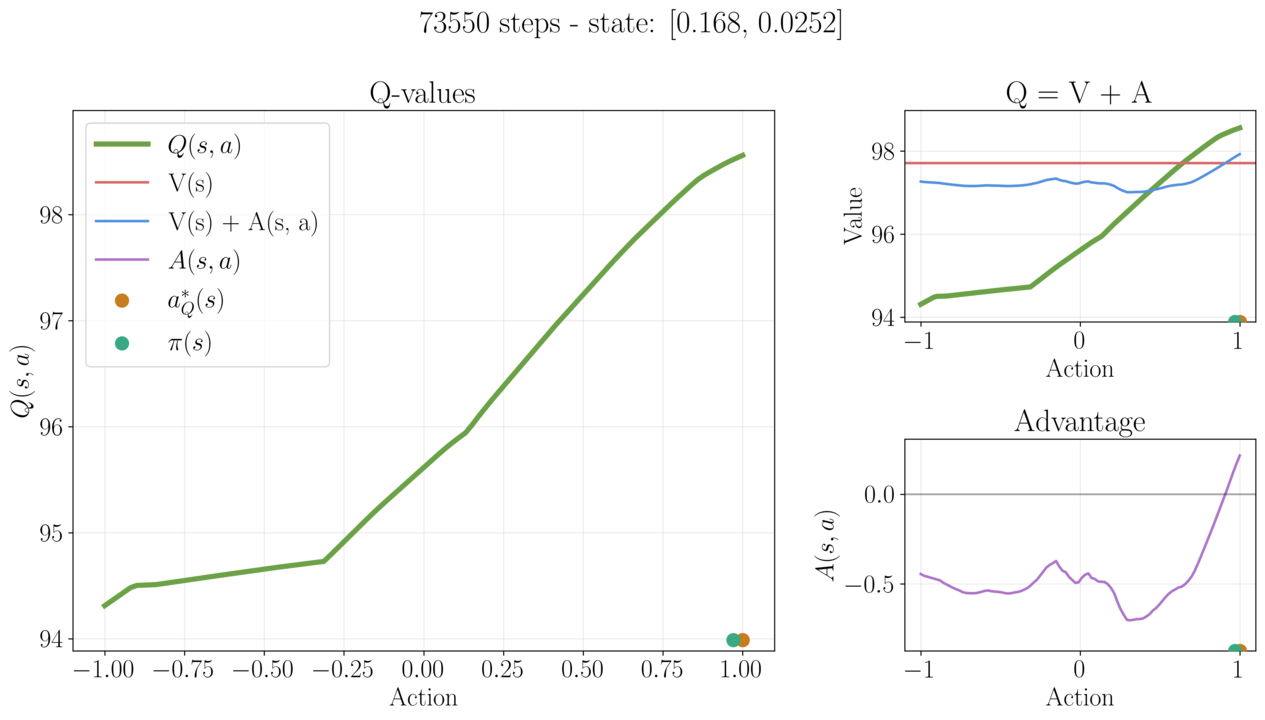 73550 steps - state: [0.168, 0.0252]
Q-values
Q(s, a)
V(s)
V(s) + A(s, a)
A(s, a)
a*_Q(s)
π(s)
98
97
96
95
94
Q(s, a)
−1.00 −0.75 −0.50 −0.25 0.00 0.25 0.50 0.75 1.00
Action
Q = V + A
98
96
94
Value
−1 0 1
Action
Advantage
0.0
−0.5
A(s, a)
−1 0 1
Action